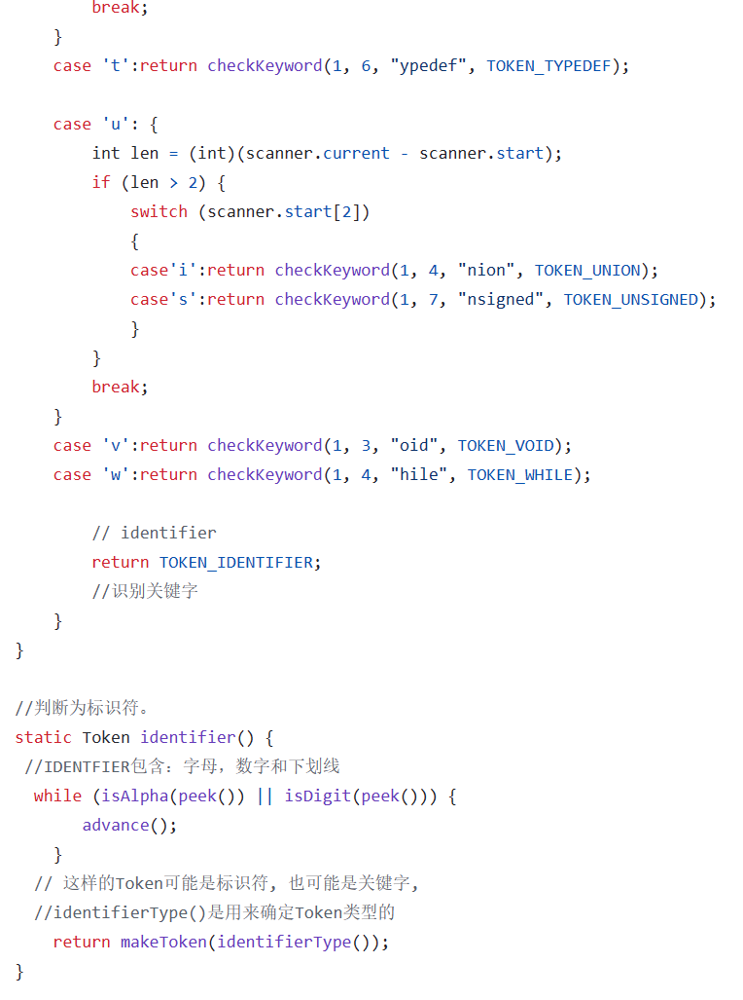 break;
}
case 't':return checkKeyword(1, 6, "ypedef", TOKEN_TYPEDEF);
case 'u': {
int len = (int)(scanner.current - scanner.start);
if (len > 2) {
switch (scanner.start[2])
{
case'i':return checkKeyword(1, 4, "nion", TOKEN_UNION);
case's':return checkKeyword(1, 7, "nsigned", TOKEN_UNSIGNED);
}
}
break;
}
case 'v':return checkKeyword(1, 3, "oid", TOKEN_VOID);
case 'w':return checkKeyword(1, 4, "hile", TOKEN_WHILE);
// identifier
return TOKEN_IDENTIFIER;
//识别关键字
}
}
//判断为标识符。
static Token identifier() {
//IDENTFIER包含：字母，数字和下划线
while (isAlpha(peek()) || isDigit(peek())) {
advance();
}
// 这样的Token可能是标识符, 也可能是关键字,
//identifierType()是用来确定Token类型的
return makeToken(identifierType());
}